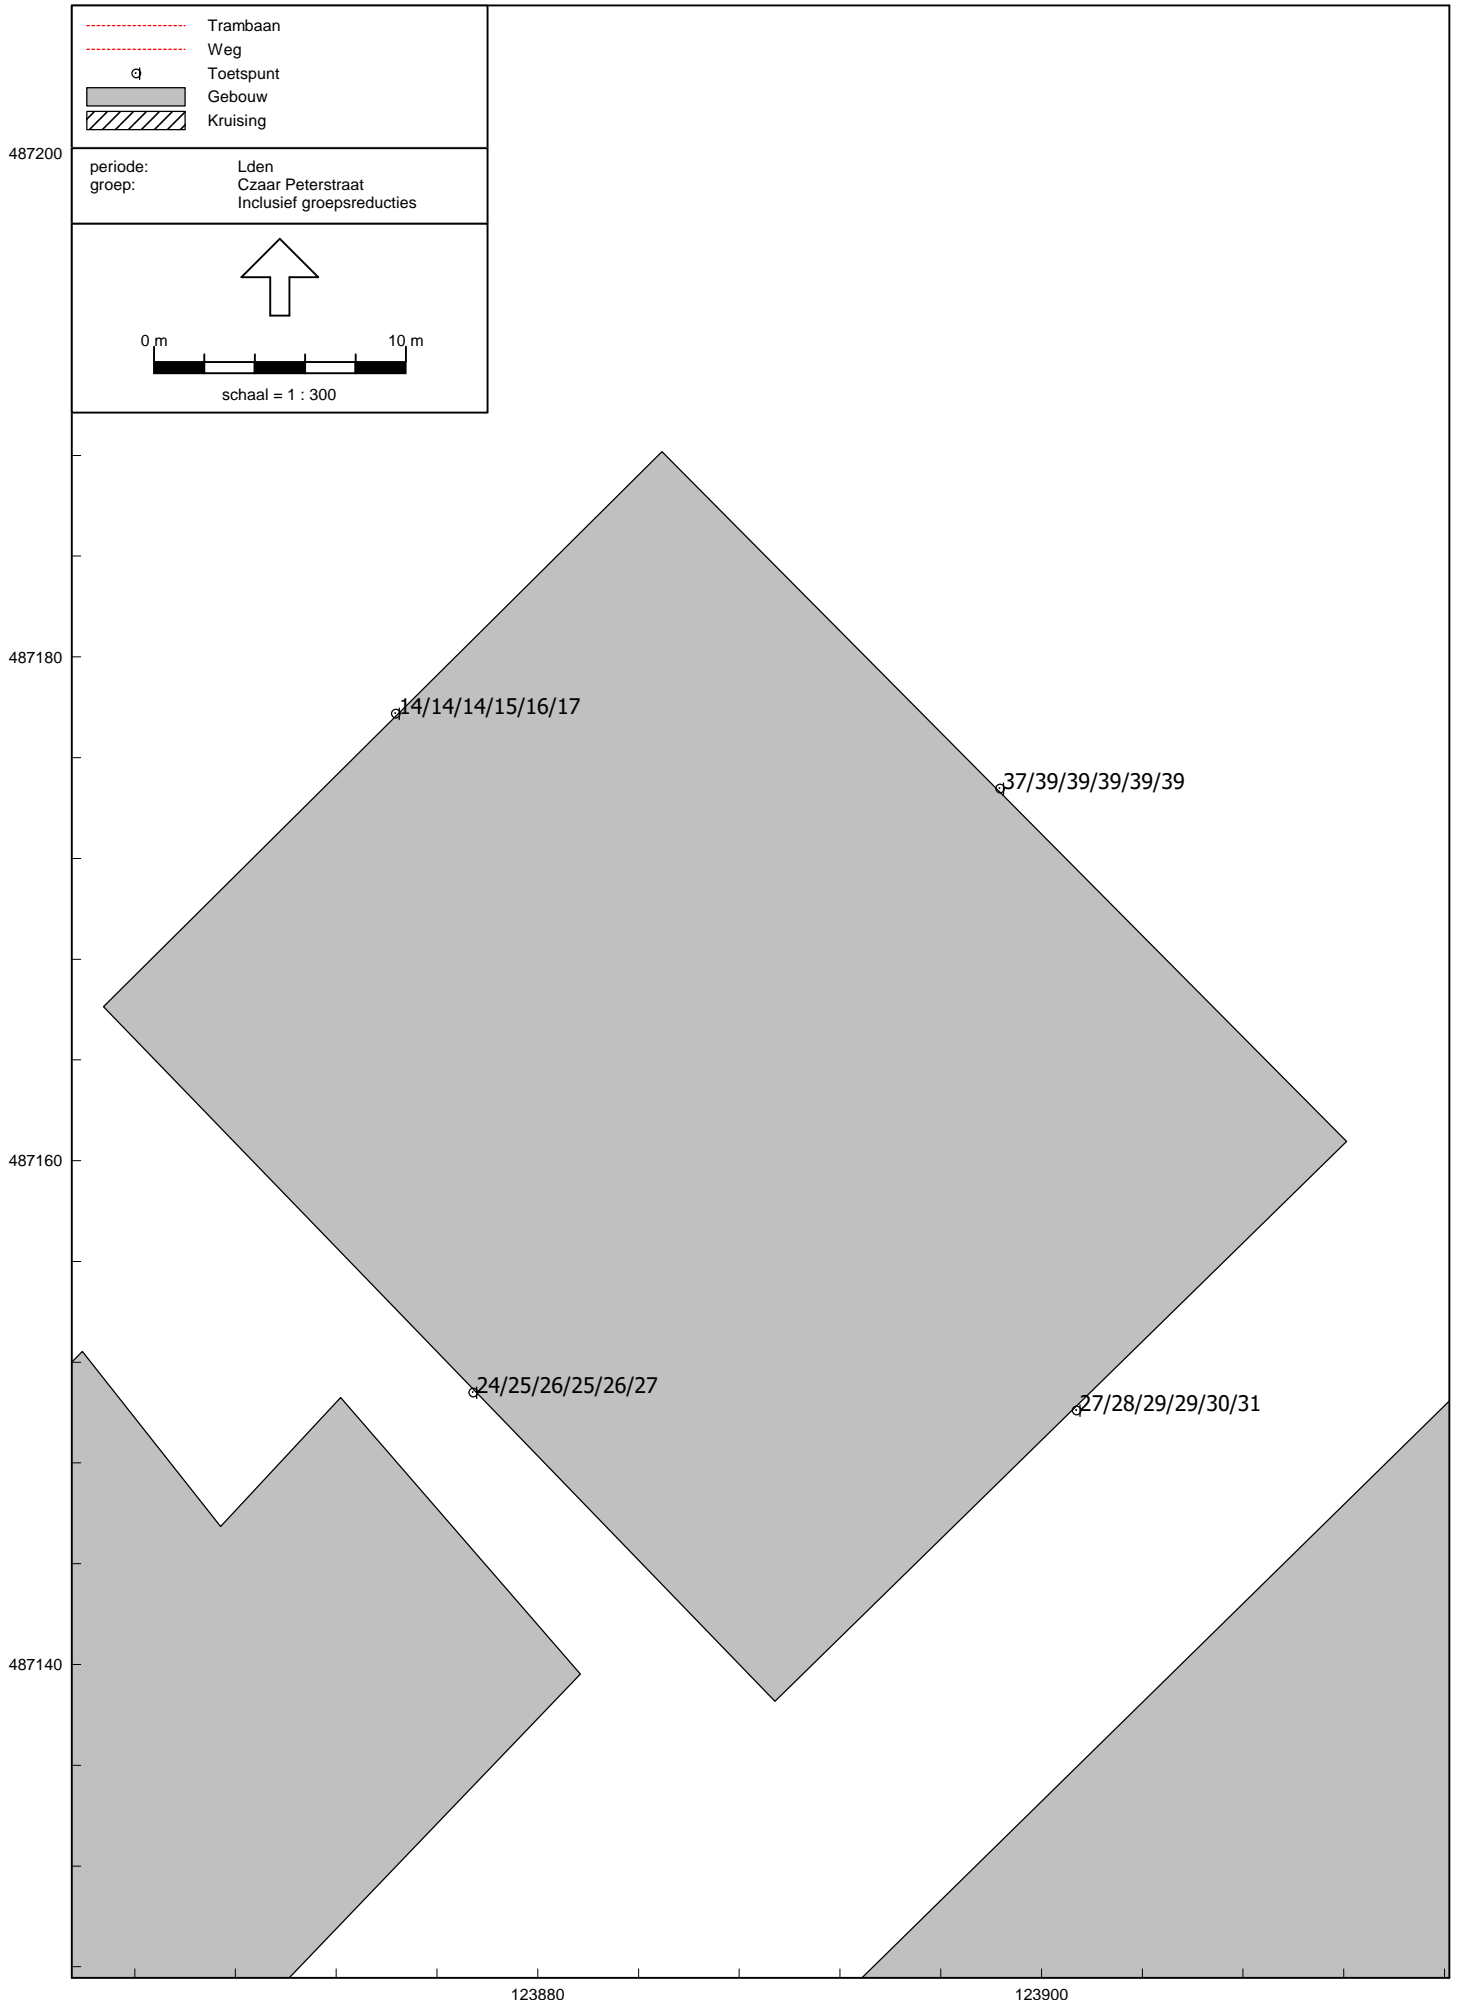 Trambaan
Weg
Toetspunt
Gebouw
Kruising
periode: Lden
groep: Czaar Peterstraat
Inclusief groepsreducties
0 m 10 m
schaal = 1 : 300
487200
487180
14/14/14/15/16/17
37/39/39/39/39/39
487160
24/25/26/25/26/27
27/28/29/29/30/31
487140
123880 123900